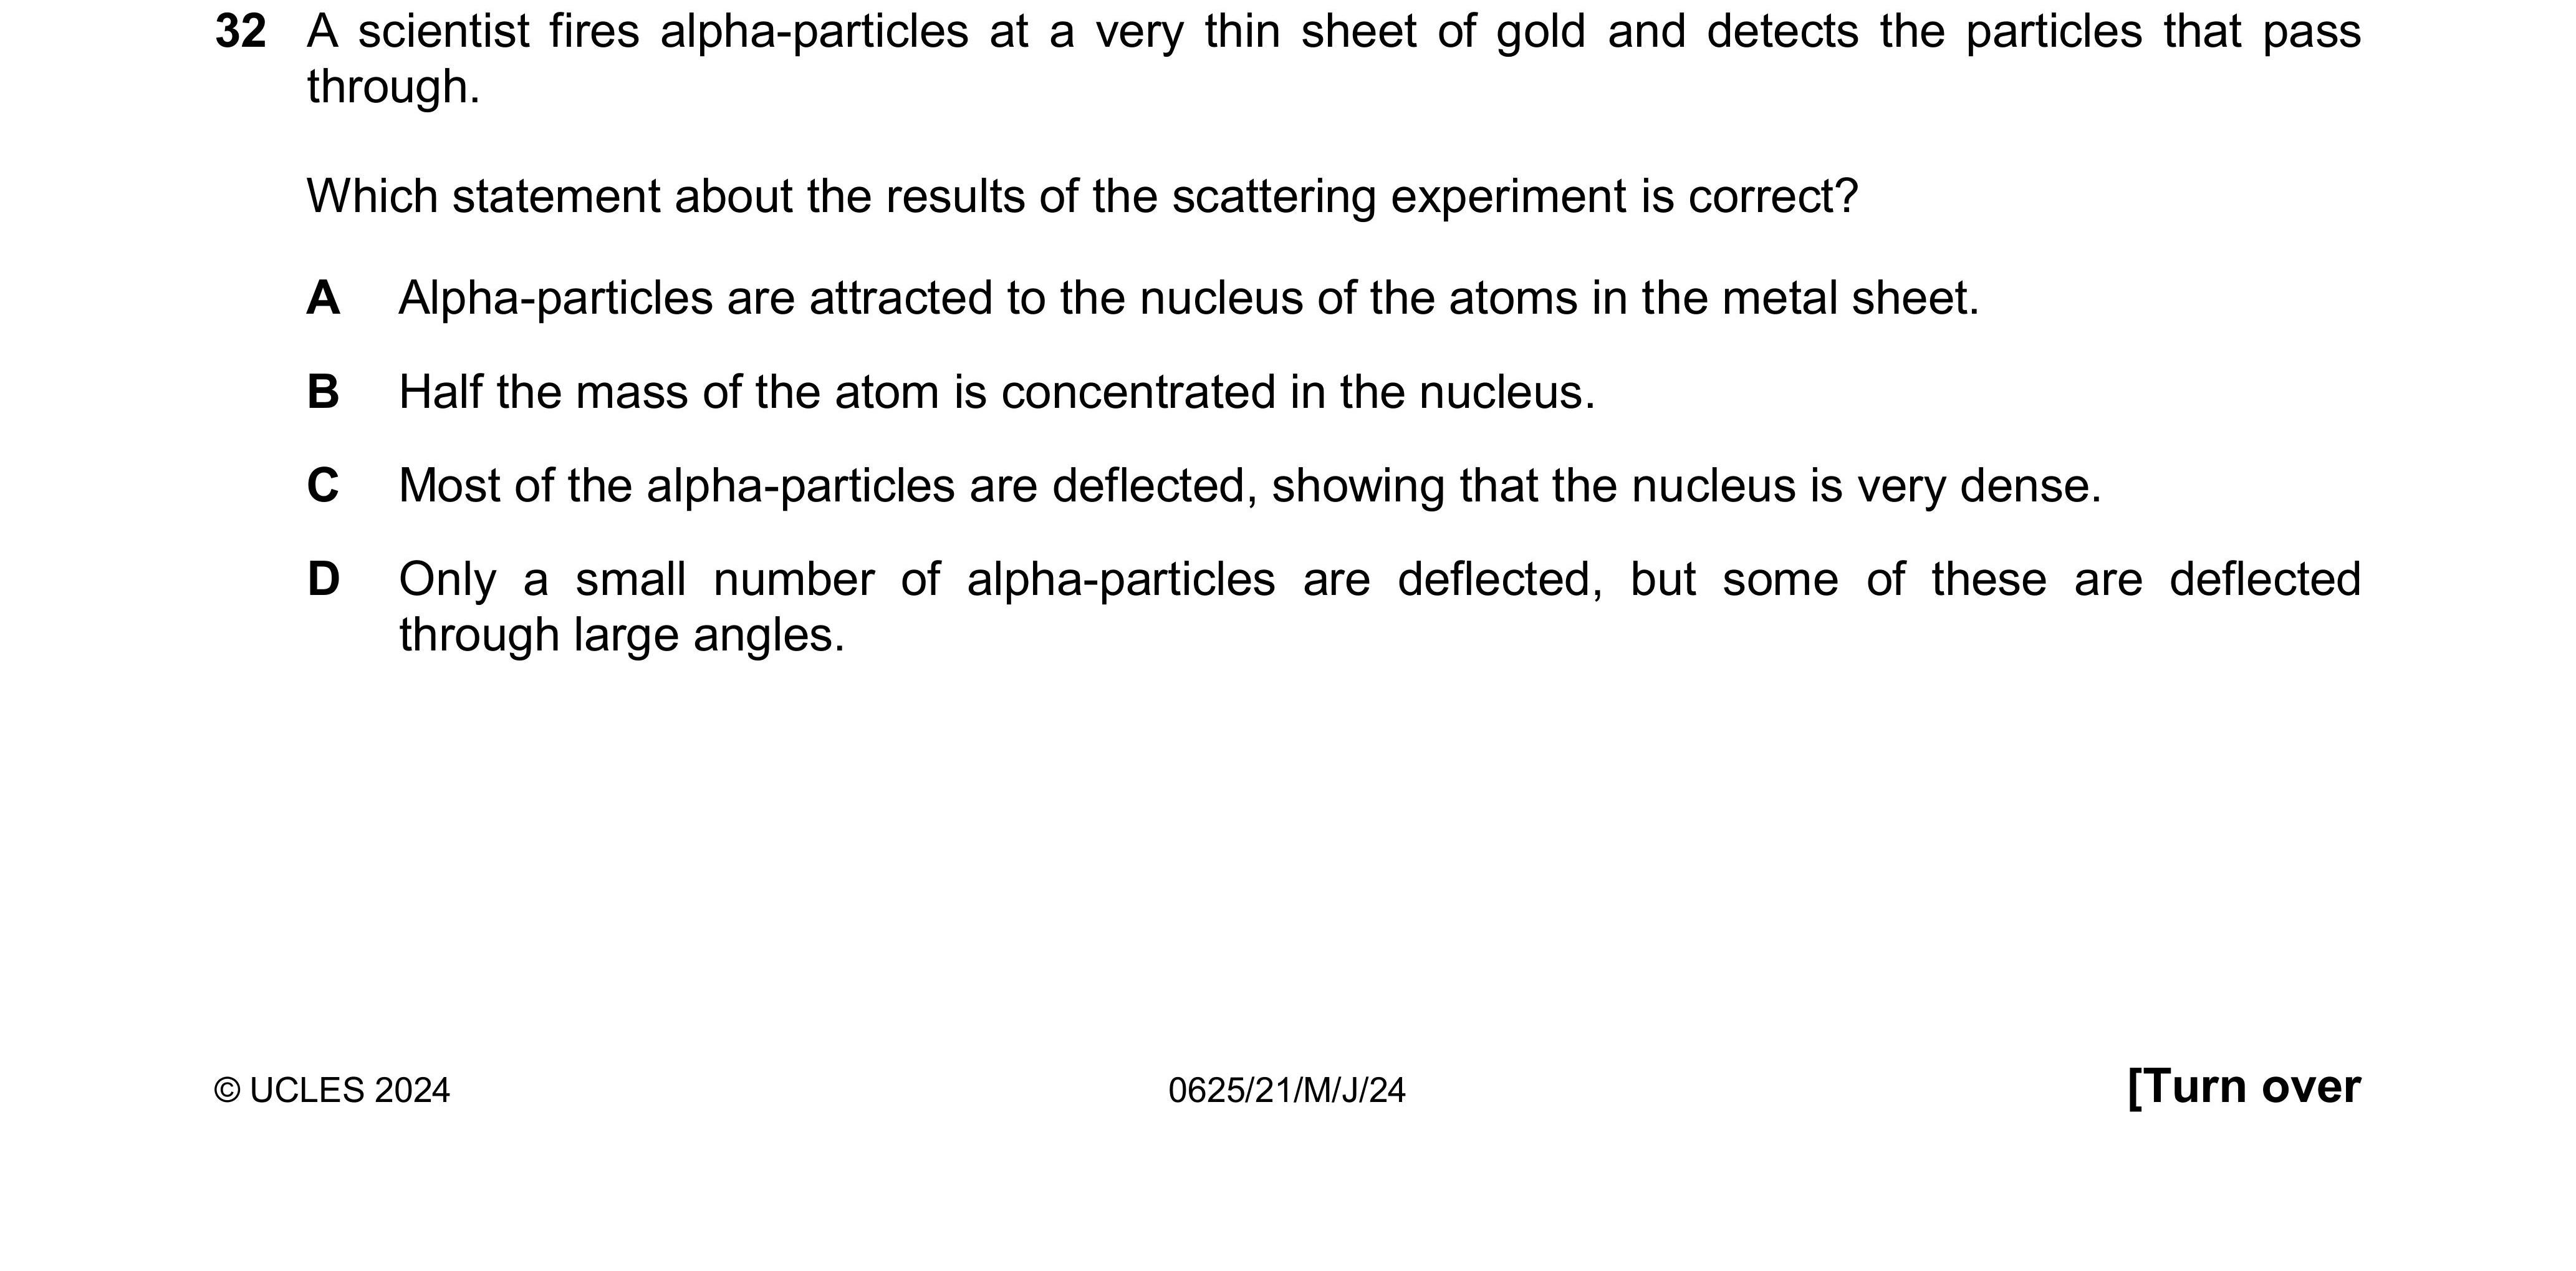 32 A scientist fires alpha-particles at a very thin sheet of gold and detects the particles that pass
through.
Which statement about the results of the scattering experiment is correct?
A Alpha-particles are attracted to the nucleus of the atoms in the metal sheet.
B Half the mass of the atom is concentrated in the nucleus.
C Most of the alpha-particles are deflected, showing that the nucleus is very dense.
D Only a small number of alpha-particles are deflected, but some of these are deflected
through large angles.
© UCLES 2024 0625/21/M/J/24 [Turn over